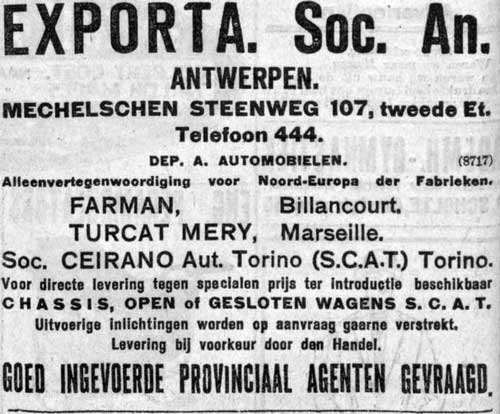 EXPORTA. Soc. An.
ANTWERPEN.
MECHELSCHEN STEENWEG 107, tweede Et.
Telefoon 444.
DEP. A. AUTOMOBIELEN. (8717)
Alleenvertegenwoordiging voor Noord-Europa der Fabrieken.
FARMAN, Billancourt.
TURCAT MERY, Marseille.
Soc. CEIRANO Aut. Torino (S.C.A.T.) Torino.
Voor directe levering tegen specialen prijs ter introductie beschikbaar
CHASSIS, OPEN of GESLOTEN WAGENS S. C. A. T.
Uitvoerige inlichtingen worden op aanvraag gaarne verstrekt.
Levering bij voorkeur door den Handel.
GOED INGEVOERDE PROVINCIAAL AGENTEN GEVRAAGD.